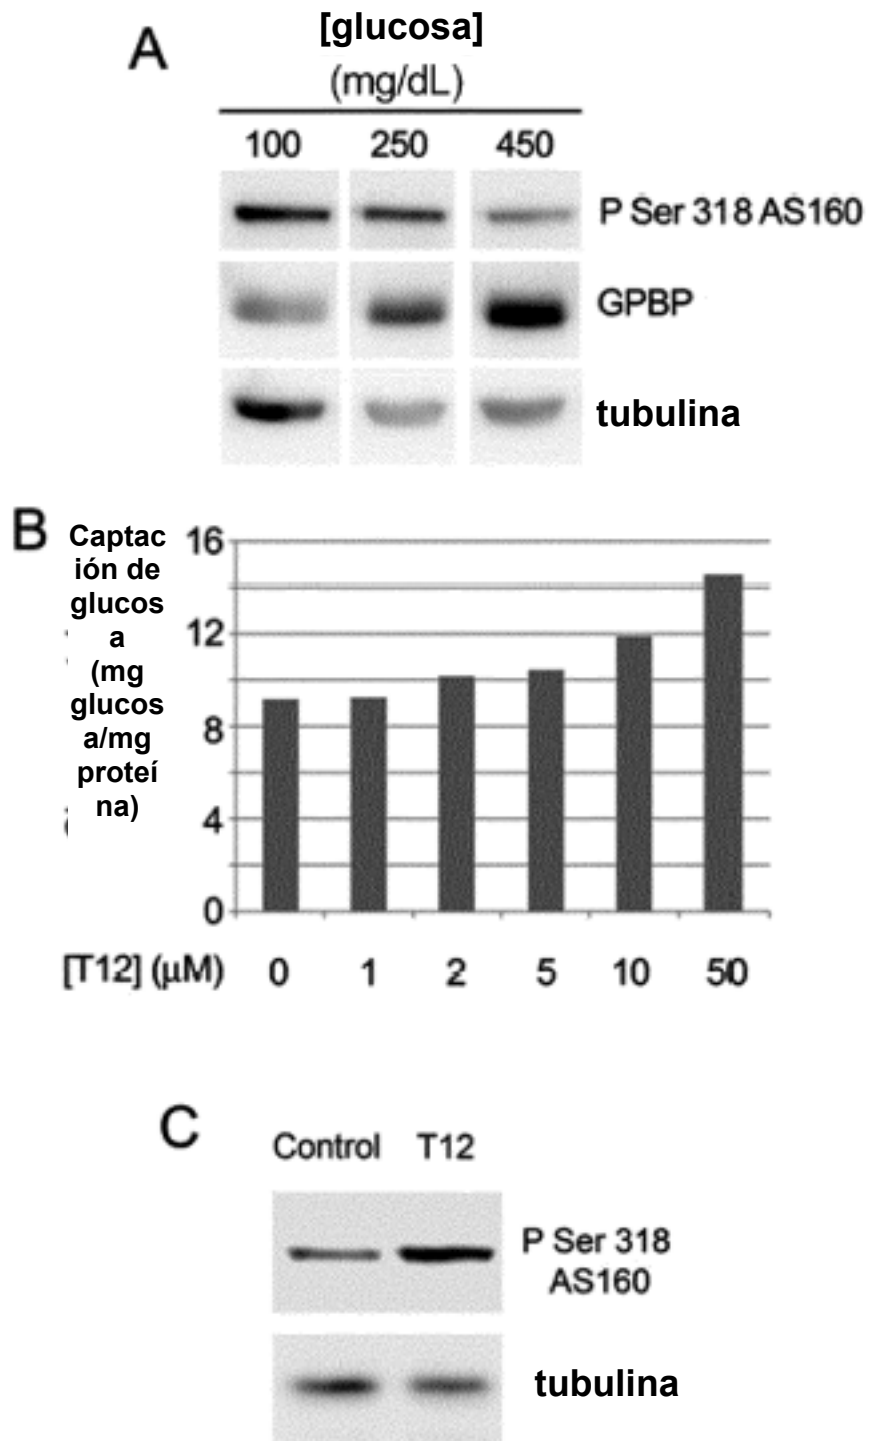 A
[glucosa]
(mg/dL)
100 250 450
P Ser 318 AS160
GPBP
tubulina
B
Captac
ión de
glucos
a
(mg
glucos
a/mg
proteí
na)
16
12
8
4
0
[T12] (µM) 0 1 2 5 10 50
C
Control T12
P Ser 318
AS160
tubulina